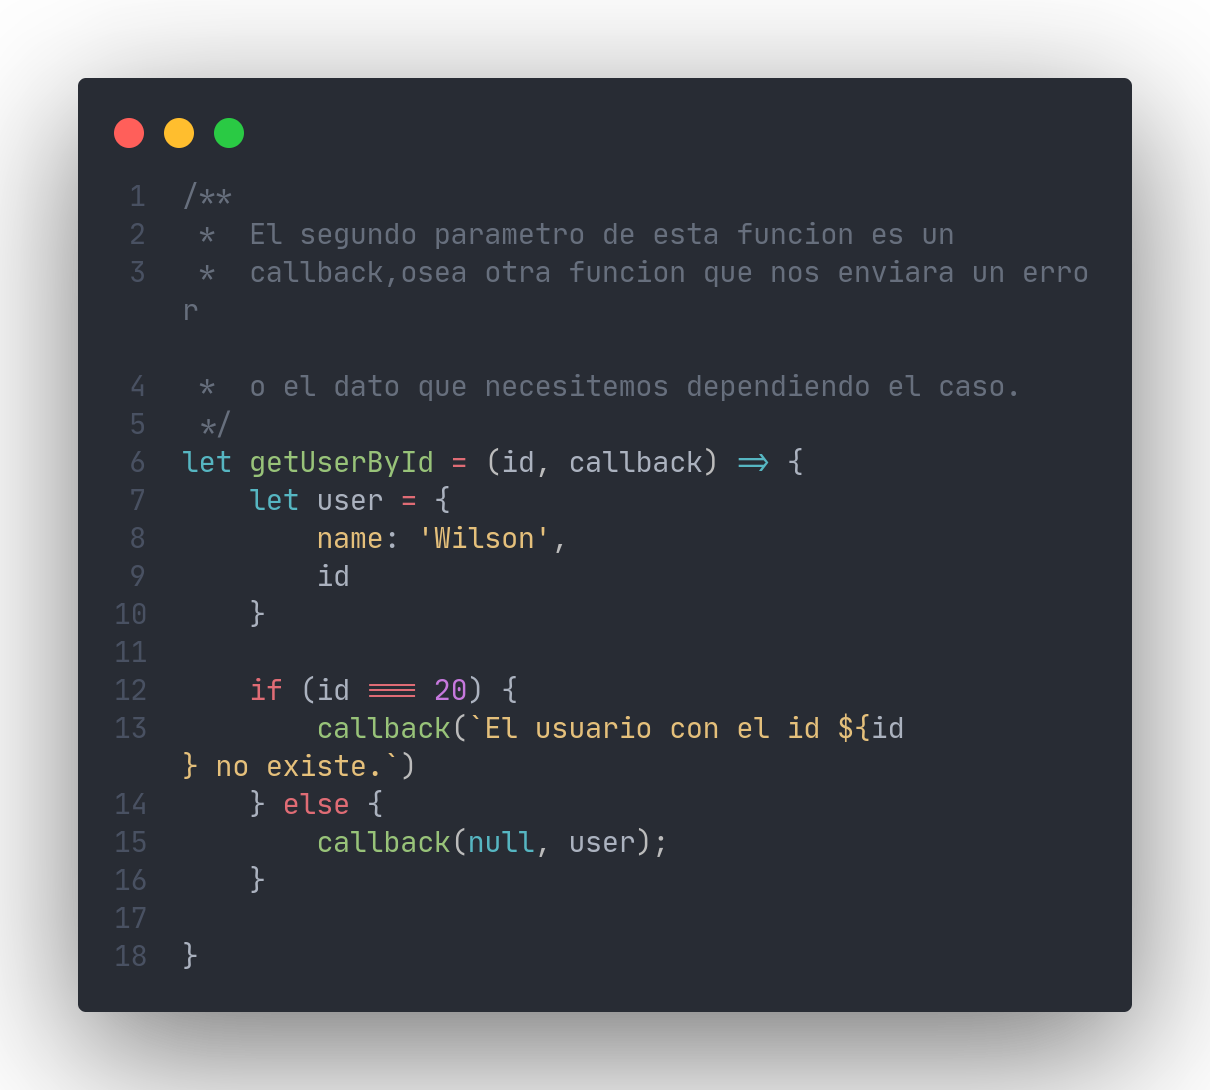 1 /**
2  *  El segundo parametro de esta funcion es un
3  *  callback,osea otra funcion que nos enviara un erro
r
4  *  o el dato que necesitemos dependiendo el caso.
5  */
6 let getUserById = (id, callback) => {
7     let user = {
8         name: 'Wilson',
9         id
10     }
11
12     if (id === 20) {
13         callback(`El usuario con el id ${id
} no existe.`)
14     } else {
15         callback(null, user);
16     }
17
18 }